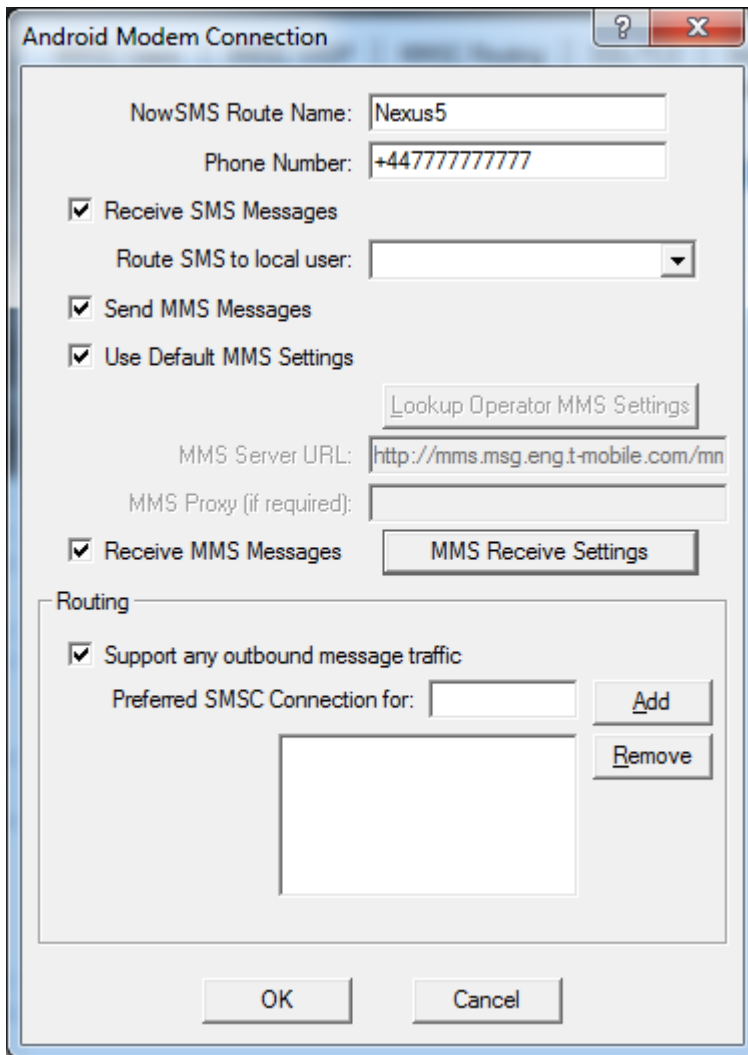 Android Modem Connection
NowSMS Route Name: Nexus5
Phone Number: +447777777777
Receive SMS Messages
Route SMS to local user:
Send MMS Messages
Use Default MMS Settings
Lookup Operator MMS Settings
MMS Server URL: http://mms.msg.eng.t-mobile.com/mm
MMS Proxy (if required):
Receive MMS Messages MMS Receive Settings
Routing
Support any outbound message traffic
Preferred SMSC Connection for: Add
Remove
OK Cancel